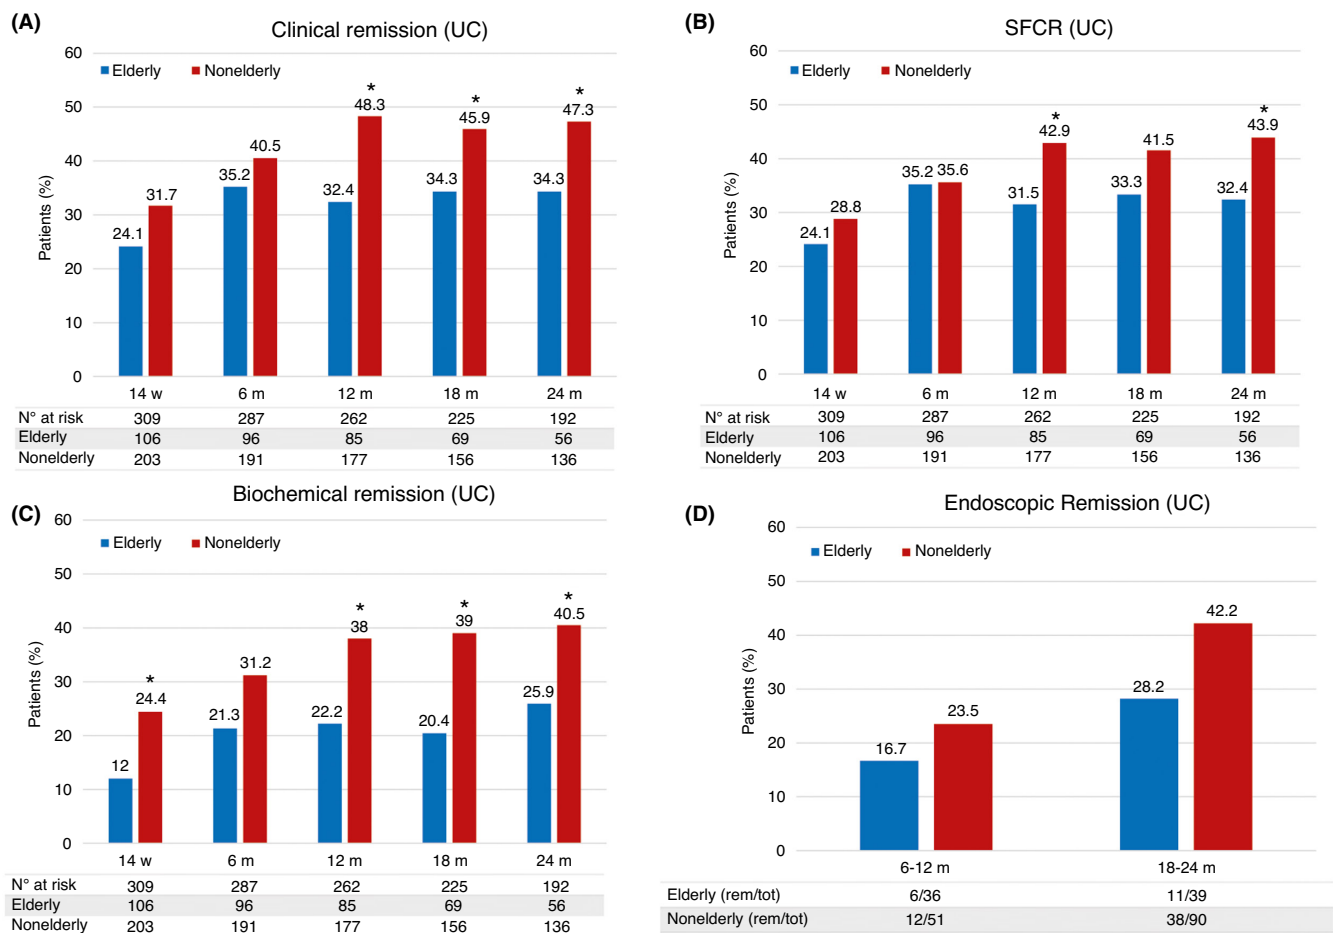 (A)
Clinical remission (UC)
Elderly Nonelderly
Patients (%)
60
50
40
30
20
10
0
24.1 31.7 35.2 40.5 32.4 48.3 * 34.3 45.9 * 34.3 47.3 *
14 w 6 m 12 m 18 m 24 m
N° at risk 309 287 262 225 192
Elderly 106 96 85 69 56
Nonelderly 203 191 177 156 136
(B)
SFCR (UC)
Elderly Nonelderly
Patients (%)
60
50
40
30
20
10
0
24.1 28.8 35.2 35.6 31.5 42.9 * 33.3 41.5 32.4 43.9 *
14 w 6 m 12 m 18 m 24 m
N° at risk 309 287 262 225 192
Elderly 106 96 85 69 56
Nonelderly 203 191 177 156 136
(C)
Biochemical remission (UC)
Elderly Nonelderly
Patients (%)
60
50
40
30
20
10
0
12 24.4 * 21.3 31.2 22.2 38 * 20.4 39 * 25.9 40.5 *
14 w 6 m 12 m 18 m 24 m
N° at risk 309 287 262 225 192
Elderly 106 96 85 69 56
Nonelderly 203 191 177 156 136
(D)
Endoscopic Remission (UC)
Elderly Nonelderly
Patients (%)
60
50
40
30
20
10
0
16.7 23.5 28.2 42.2
6-12 m 18-24 m
Elderly (rem/tot) 6/36 11/39
Nonelderly (rem/tot) 12/51 38/90